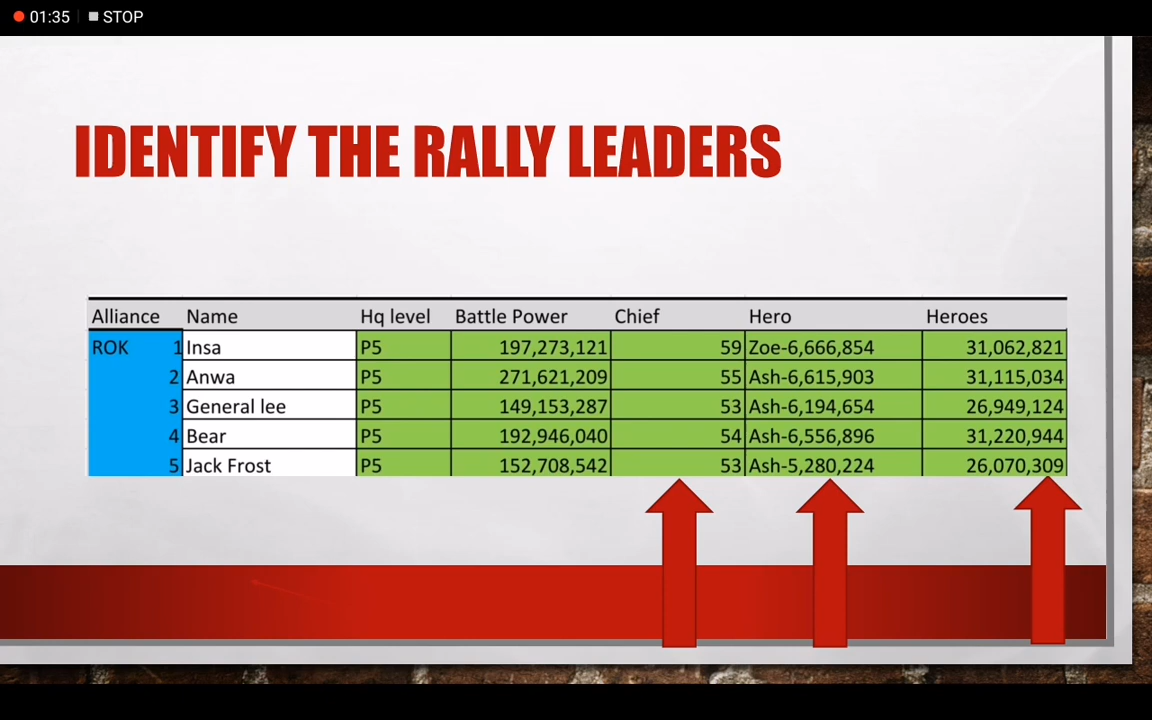 01:35 STOP
IDENTIFY THE RALLY LEADERS
Alliance Name Hq level Battle Power Chief Hero Heroes
ROK 1 Insa P5 197,273,121 59 Zoe-6,666,854 31,062,821
2 Anwa P5 271,621,209 55 Ash-6,615,903 31,115,034
3 General lee P5 149,153,287 53 Ash-6,194,654 26,949,124
4 Bear P5 192,946,040 54 Ash-6,556,896 31,220,944
5 Jack Frost P5 152,708,542 53 Ash-5,280,224 26,070,309